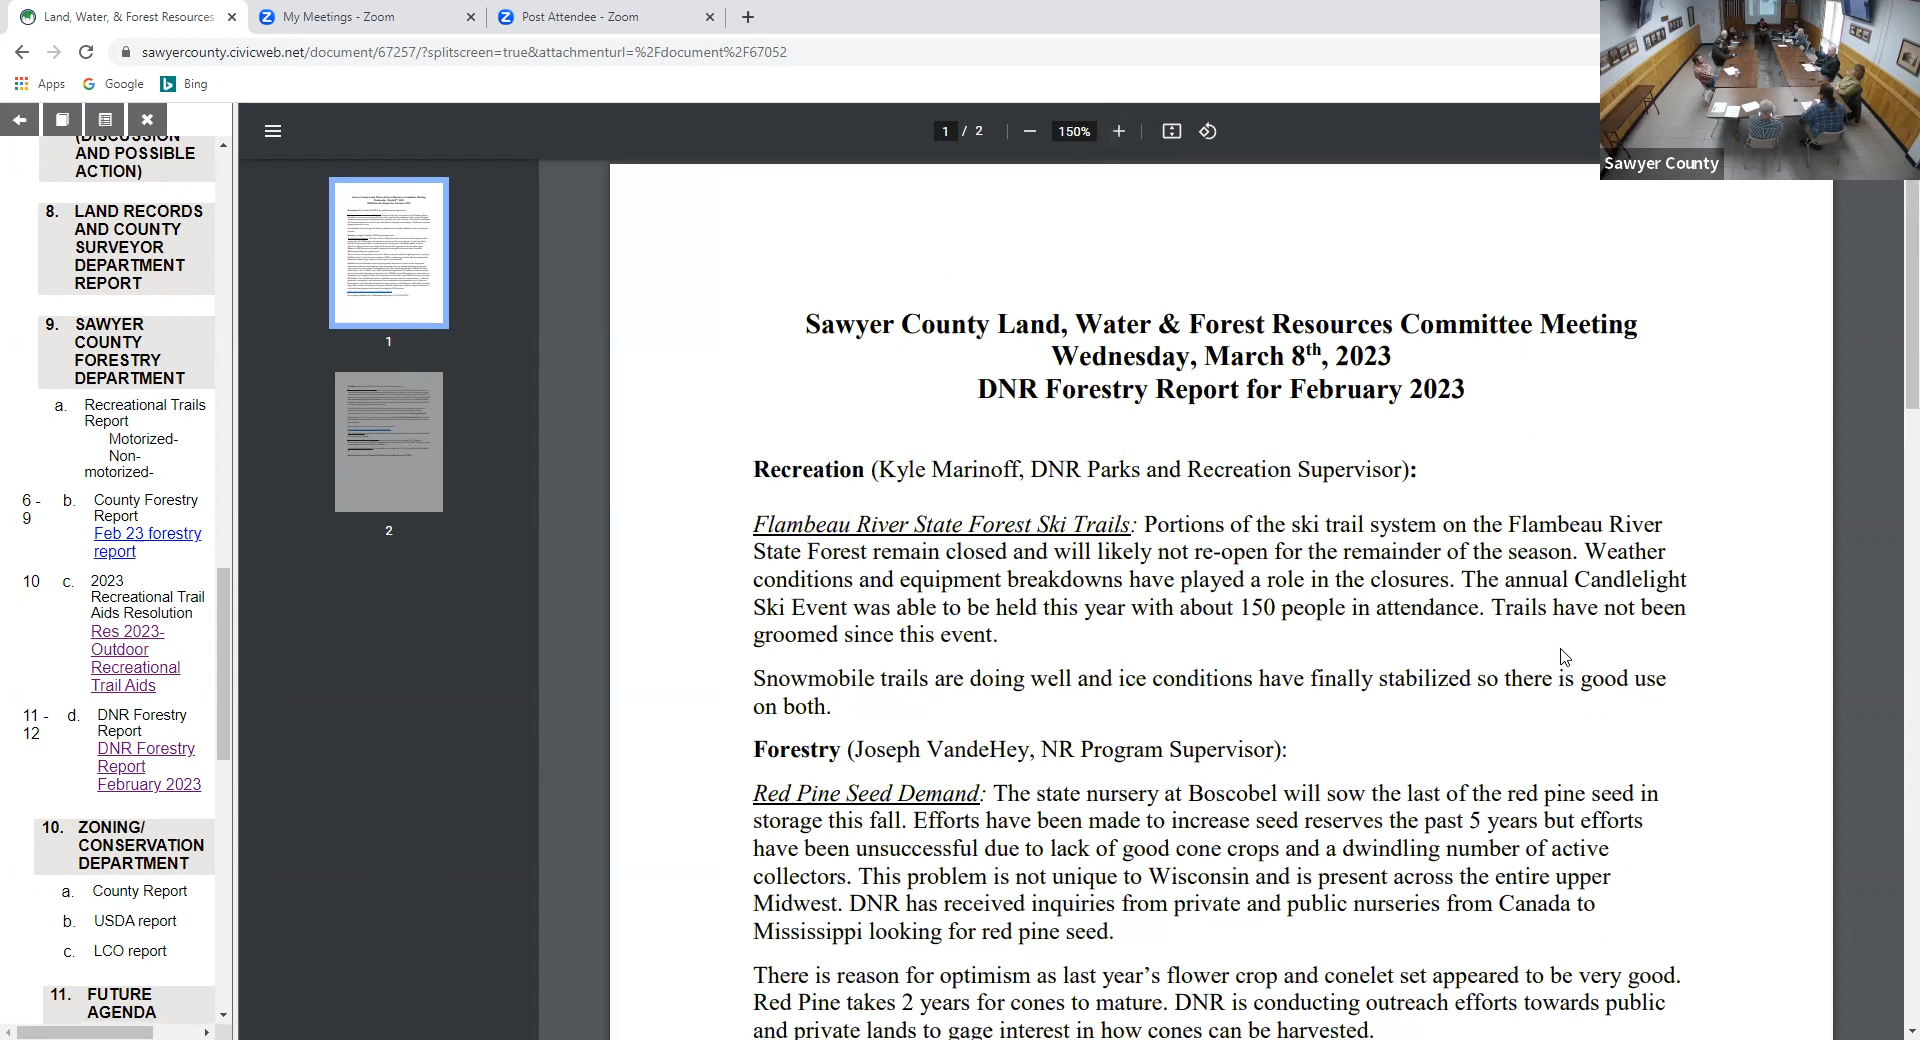 Land, Water, & Forest Resources
My Meetings - Zoom
Post Attendee - Zoom
sawyercounty.civicweb.net/document/67257/?splitscreen=true&attachmenturl=%2Fdocument%2F67052
Apps
Google
Bing
(DISCUSSION
AND POSSIBLE
ACTION)
8. LAND RECORDS
AND COUNTY
SURVEYOR
DEPARTMENT
REPORT
9. SAWYER
COUNTY
FORESTRY
DEPARTMENT
a. Recreational Trails
Report
Motorized-
Non-
motorized-
6 - b. County Forestry
9 Report
Feb 23 forestry
report
10 c. 2023
Recreational Trail
Aids Resolution
Res 2023-
Outdoor
Recreational
Trail Aids
11 - d. DNR Forestry
12 Report
DNR Forestry
Report
February 2023
10. ZONING/
CONSERVATION
DEPARTMENT
a. County Report
b. USDA report
c. LCO report
11. FUTURE
AGENDA
1 / 2
150%
1
2
Sawyer County
Sawyer County Land, Water & Forest Resources Committee Meeting
Wednesday, March 8th, 2023
DNR Forestry Report for February 2023
Recreation (Kyle Marinoff, DNR Parks and Recreation Supervisor):
Flambeau River State Forest Ski Trails: Portions of the ski trail system on the Flambeau River
State Forest remain closed and will likely not re-open for the remainder of the season. Weather
conditions and equipment breakdowns have played a role in the closures. The annual Candlelight
Ski Event was able to be held this year with about 150 people in attendance. Trails have not been
groomed since this event.
Snowmobile trails are doing well and ice conditions have finally stabilized so there is good use
on both.
Forestry (Joseph VandeHey, NR Program Supervisor):
Red Pine Seed Demand: The state nursery at Boscobel will sow the last of the red pine seed in
storage this fall. Efforts have been made to increase seed reserves the past 5 years but efforts
have been unsuccessful due to lack of good cone crops and a dwindling number of active
collectors. This problem is not unique to Wisconsin and is present across the entire upper
Midwest. DNR has received inquiries from private and public nurseries from Canada to
Mississippi looking for red pine seed.
There is reason for optimism as last year's flower crop and conelet set appeared to be very good.
Red Pine takes 2 years for cones to mature. DNR is conducting outreach efforts towards public
and private lands to gage interest in how cones can be harvested.